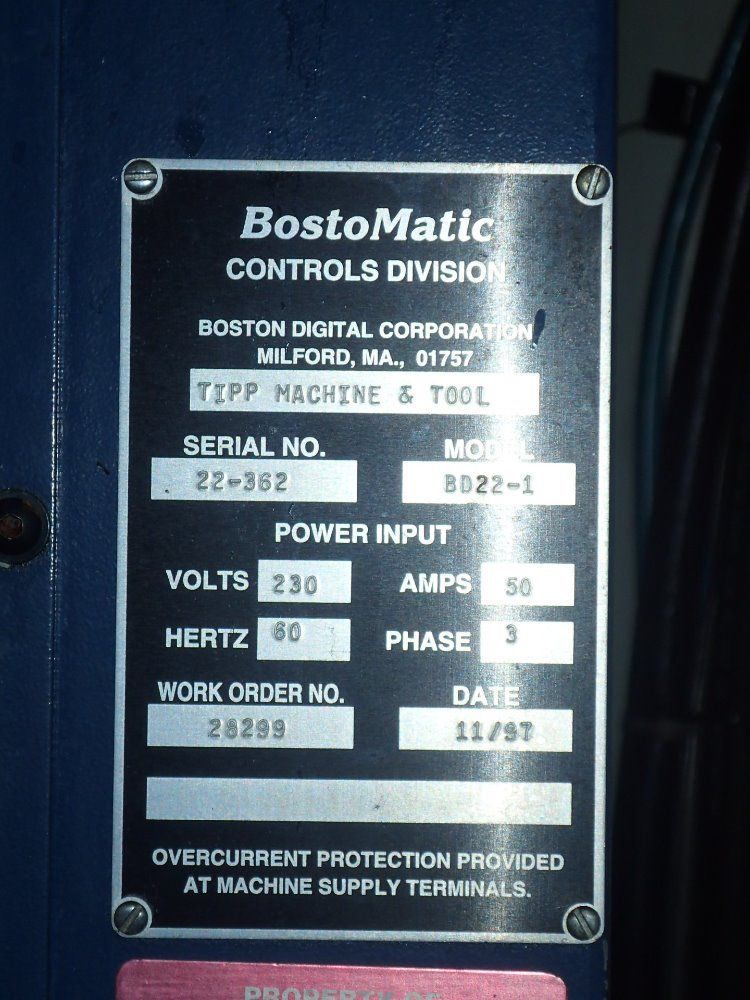 BostoMatic
CONTROLS DIVISION
BOSTON DIGITAL CORPORATION
MILFORD, MA., 01757
TIPP MACHINE & TOOL
SERIAL NO. MODEL
22-362 BD22-1
POWER INPUT
VOLTS 230 AMPS 50
HERTZ 60 PHASE 3
WORK ORDER NO. DATE
28299 11/97
OVERCURRENT PROTECTION PROVIDED
AT MACHINE SUPPLY TERMINALS.
PROPERTY OF